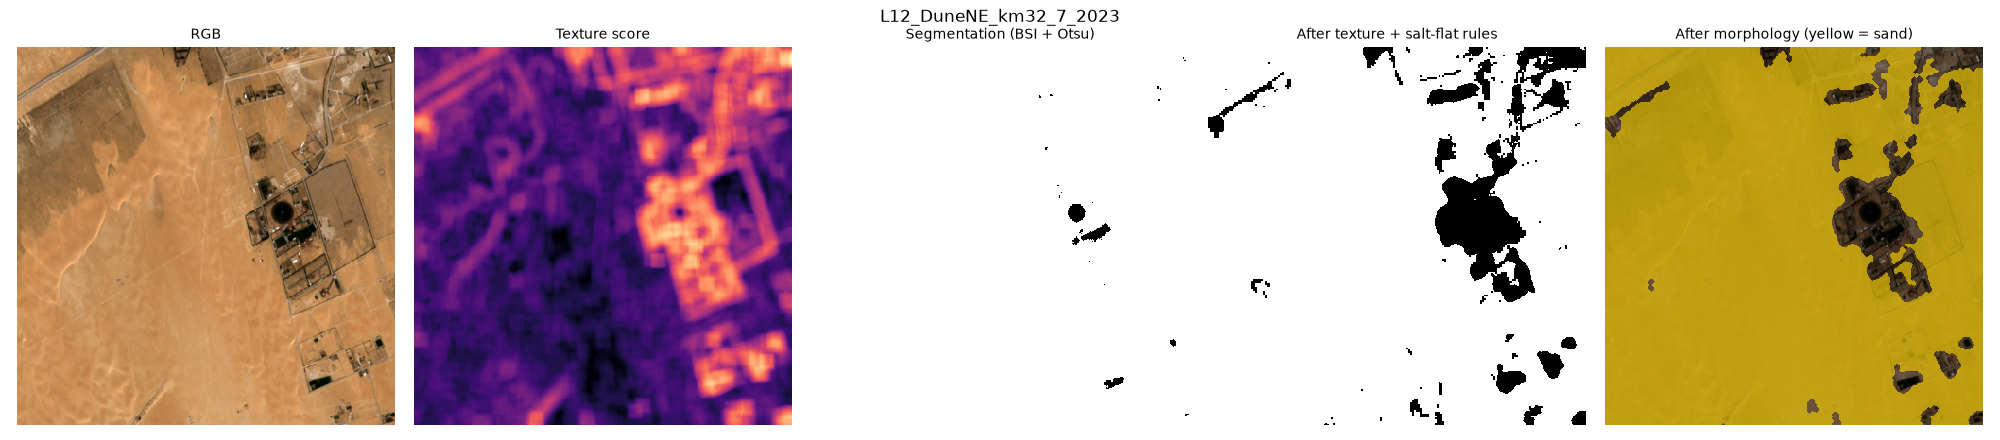 L12_DuneNE_km32_7_2023
RGB
Texture score
Segmentation (BSI + Otsu)
After texture + salt-flat rules
After morphology (yellow = sand)